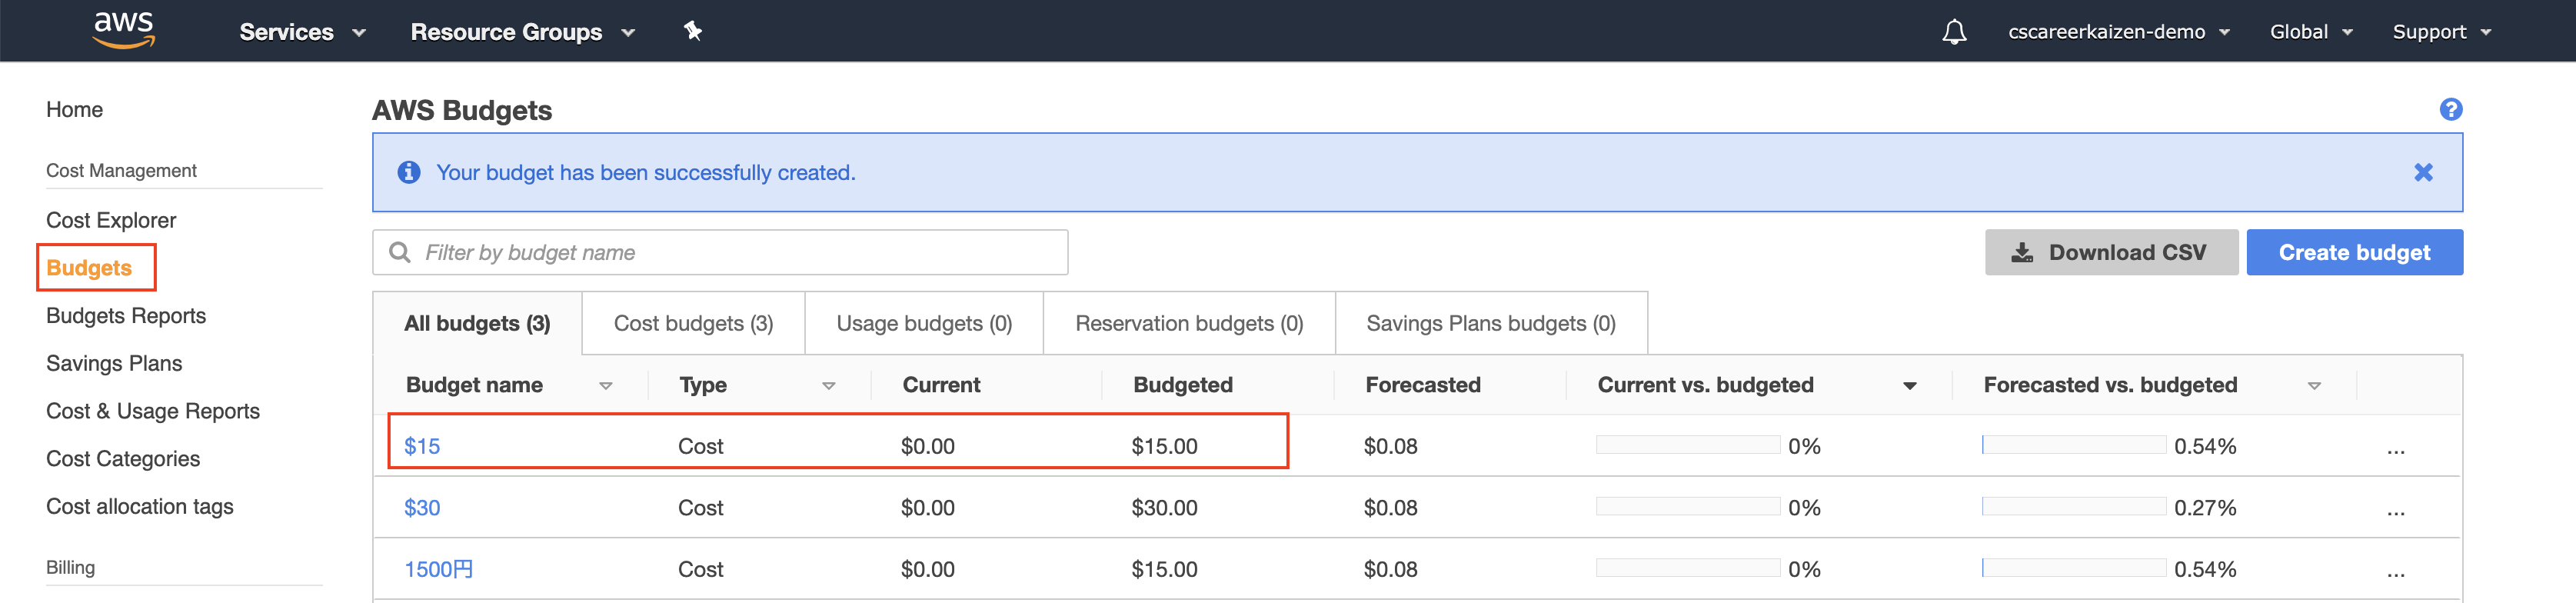 aws Services Resource Groups cscareerkaizen-demo Global Support
Home
Cost Management
Cost Explorer
Budgets
Budgets Reports
Savings Plans
Cost & Usage Reports
Cost Categories
Cost allocation tags
Billing
AWS Budgets
Your budget has been successfully created.
Filter by budget name
Download CSV Create budget
All budgets (3) Cost budgets (3) Usage budgets (0) Reservation budgets (0) Savings Plans budgets (0)
Budget name Type Current Budgeted Forecasted Current vs. budgeted Forecasted vs. budgeted
$15 Cost $0.00 $15.00 $0.08 0% 0.54% ...
$30 Cost $0.00 $30.00 $0.08 0% 0.27% ...
1500円 Cost $0.00 $15.00 $0.08 0% 0.54% ...